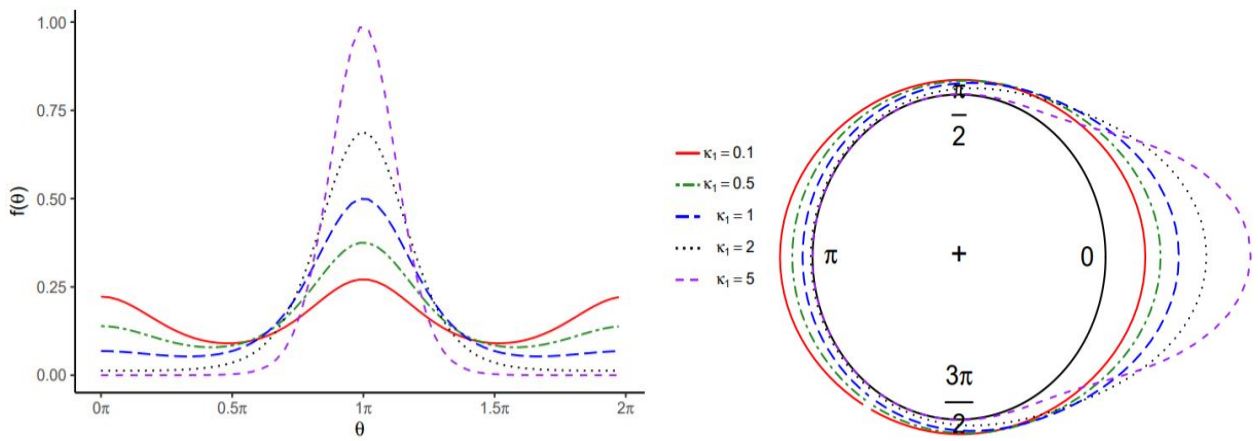 1.00
0.75
0.50
0.25
0.00
f(θ)
0π
0.5π
1π
1.5π
2π
θ
κ₁ = 0.1
κ₁ = 0.5
κ₁ = 1
κ₁ = 2
κ₁ = 5
π
2
π
+
0
3π
2